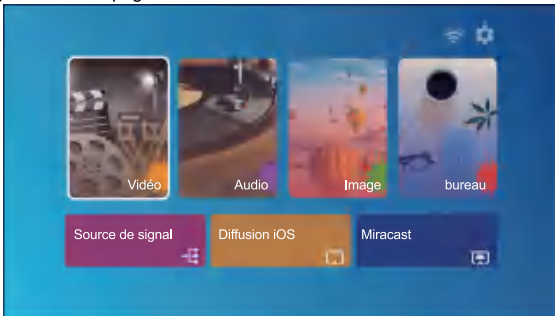 Vidéo
Audio
Image
bureau
Source de signal
Diffusion iOS
Miracast